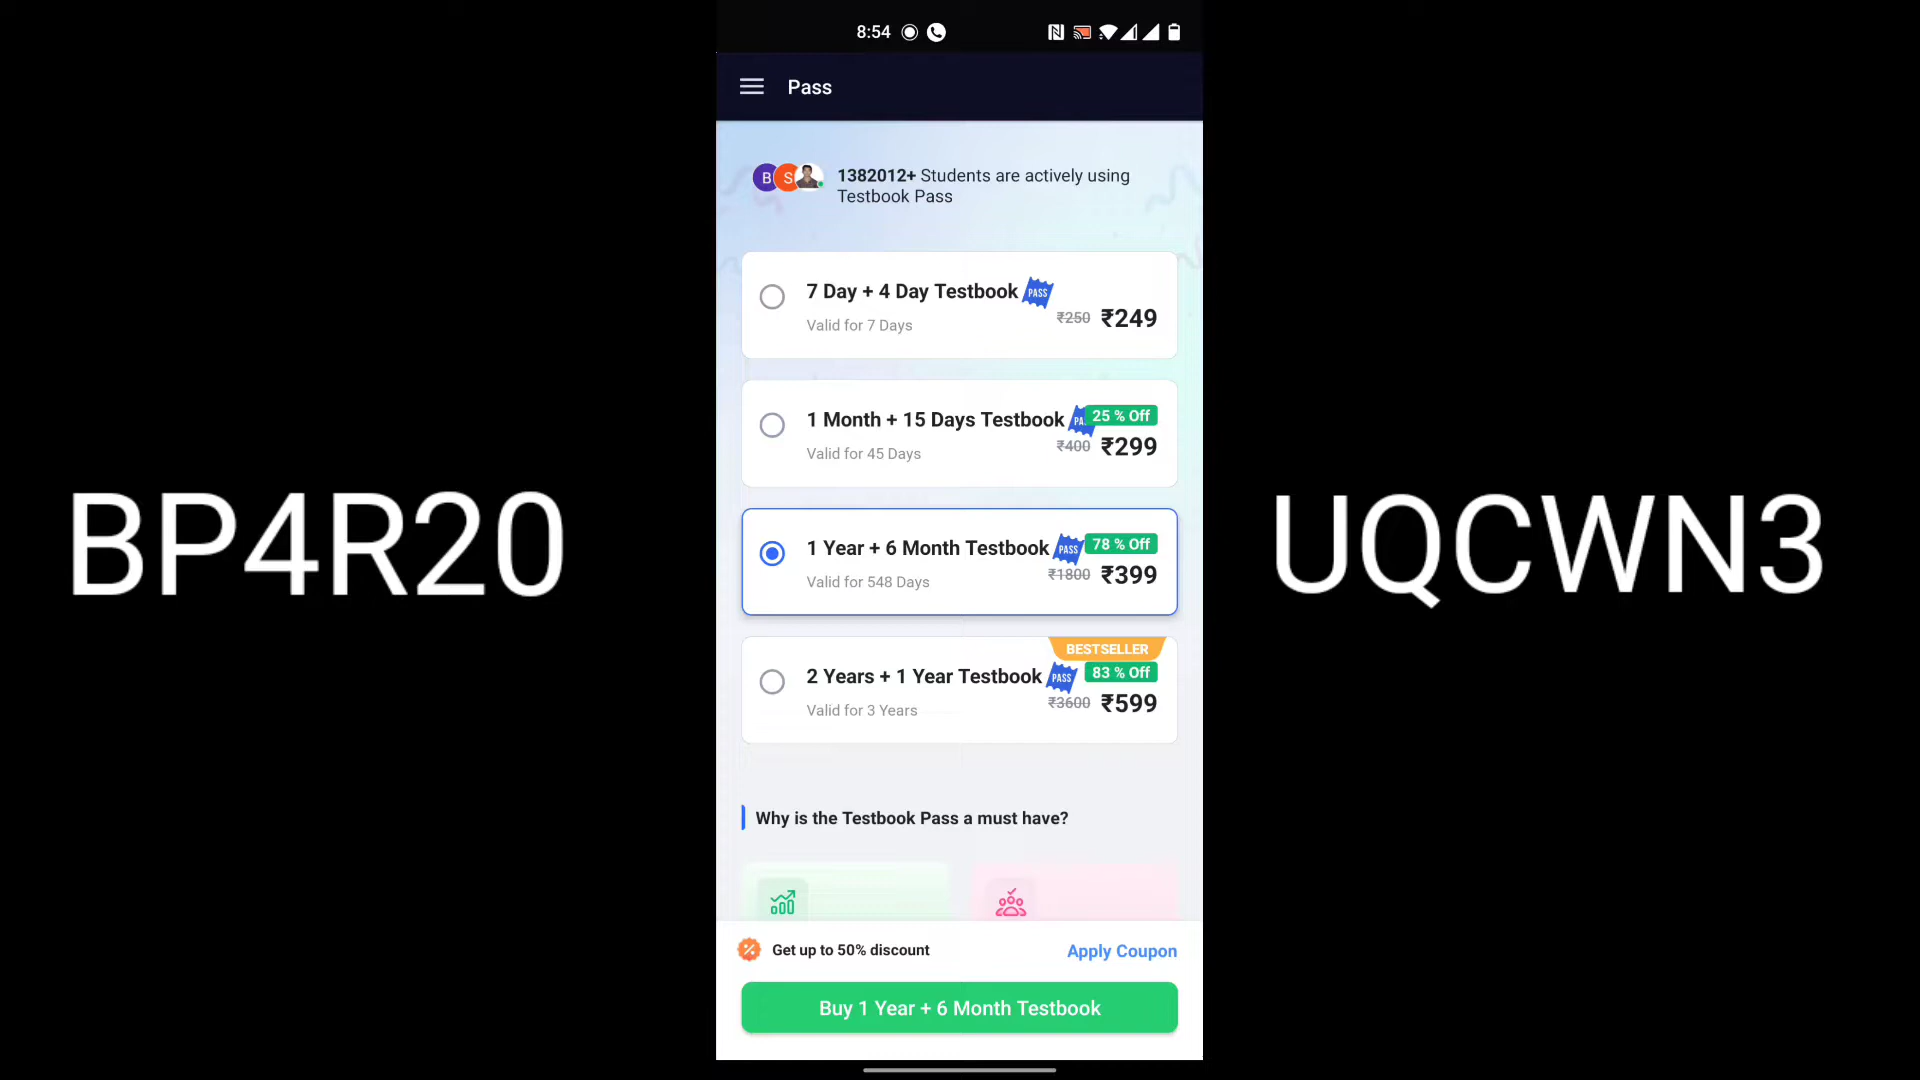 8:54
Pass
B S
1382012+ Students are actively using
Testbook Pass
7 Day + 4 Day Testbook PASS
Valid for 7 Days
₹250 ₹249
1 Month + 15 Days Testbook PA
25 % Off
Valid for 45 Days
₹400 ₹299
BP4R20
UQCWN3
1 Year + 6 Month Testbook PASS
78 % Off
Valid for 548 Days
₹1800 ₹399
BESTSELLER
2 Years + 1 Year Testbook PASS
83 % Off
Valid for 3 Years
₹3600 ₹599
Why is the Testbook Pass a must have?
Get up to 50% discount
Apply Coupon
Buy 1 Year + 6 Month Testbook